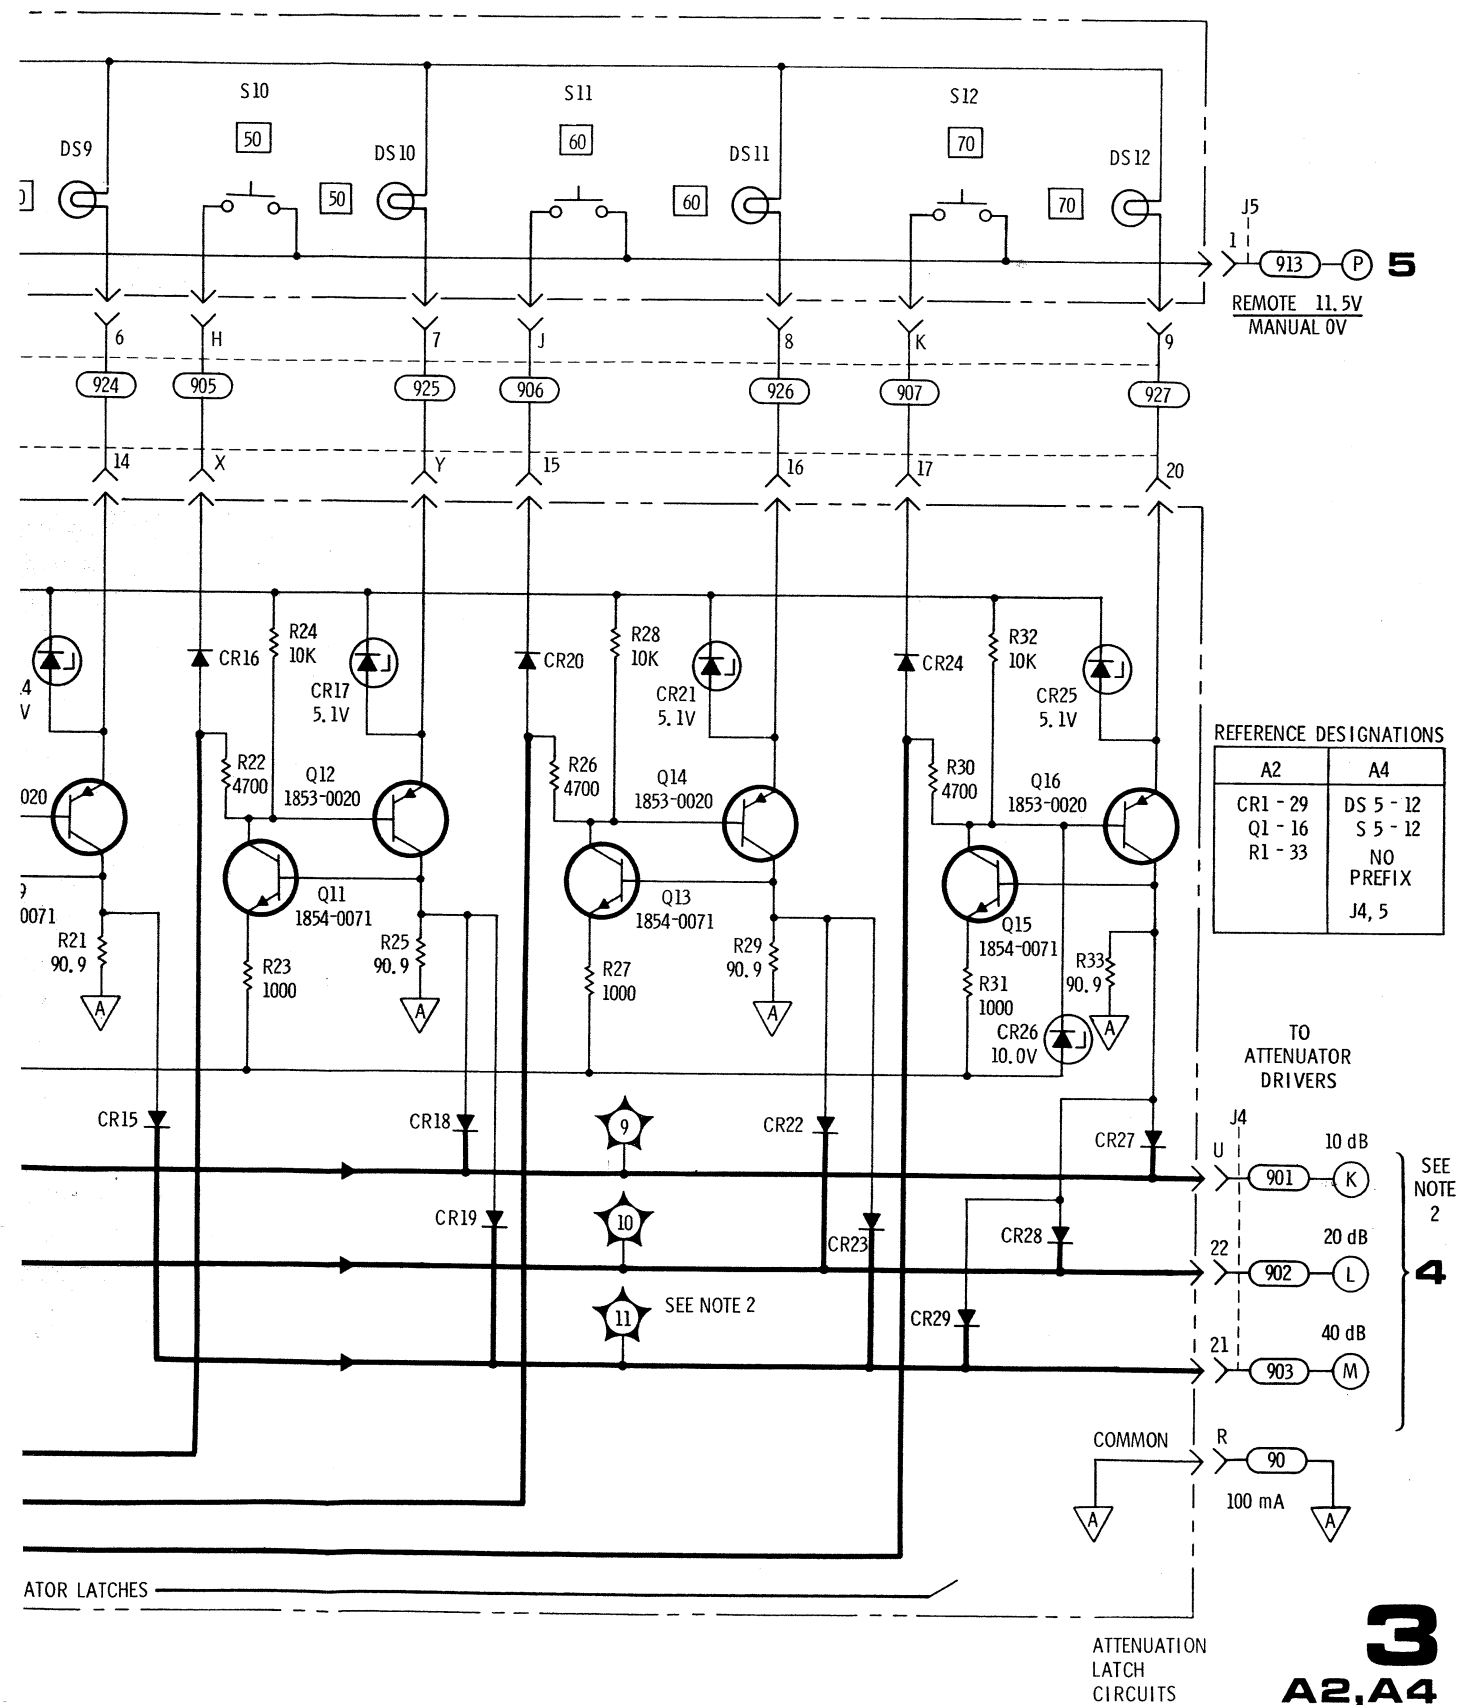 S10
S11
S12
50
60
70
DS9
DS10
DS11
DS12
50
60
70
J5
1
913
P
5
REMOTE 11.5V
MANUAL 0V
6
H
7
J
8
K
9
924
905
925
906
926
907
927
14
X
Y
15
16
17
20
R24
10K
R28
10K
R32
10K
CR16
CR20
CR24
.4
V
CR17
5.1V
CR21
5.1V
CR25
5.1V
R22
4700
R26
4700
R30
4700
020
Q12
1853-0020
Q14
1853-0020
Q16
1853-0020
REFERENCE DESIGNATIONS
A2 A4
CR1 - 29 DS 5 - 12
Q1 - 16 S 5 - 12
R1 - 33 NO
PREFIX
J4, 5
9
0071
Q11
1854-0071
Q13
1854-0071
Q15
1854-0071
R21
90.9
R23
1000
R25
90.9
R27
1000
R29
90.9
R31
1000
R33
90.9
A
A
A
A
CR26
10.0V
TO
ATTENUATOR
DRIVERS
CR15
CR18
9
CR22
CR27
U
J4
10 dB
901
K
SEE
NOTE
2
CR19
10
CR23
CR28
22
20 dB
902
L
4
11
SEE NOTE 2
CR29
21
40 dB
903
M
COMMON
R
90
100 mA
A
A
ATOR LATCHES
ATTENUATION
LATCH
CIRCUITS
3
A2,A4